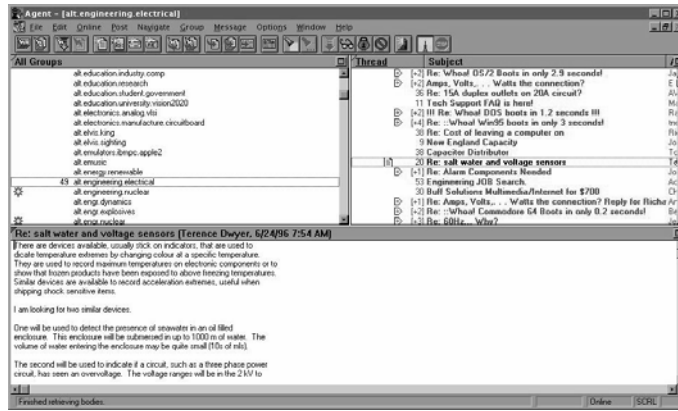 Agent - [alt.engineering.electrical]
File Edit Online Post Navigate Group Message Options Window Help
All Groups
alt.education.industry.comp
alt.education.research
alt.education.student.government
alt.education.university.vision2020
alt.electronics.analog.vlsi
alt.electronics.manufacture.circuitboard
alt.elvis.king
alt.elvis.sighting
alt.emulators.ibmpc.apple2
alt.emusic
alt.energy.renewable
49 alt.engineering.electrical
alt.engineering.nuclear
alt.engr.dynamics
alt.engr.explosives
alt.engr.nuclear
Thread Subject
[+2] Re: Whoa! OS/2 Boots in only 2.9 seconds!
[+2] Amps, Volts,. . . Watts the connection?
36 Re: 15A duplex outlets on 20A circuit?
11 Tech Support FAQ is here!
[+2] !!! Re: Whoa! DOS boots in 1.2 seconds !!!
[+4] Re: ::Whoa! Win95 boots in only 3 seconds!
38 Re: Cost of leaving a computer on
9 New England Capacity
38 Capacitor Distributor
20 Re: salt water and voltage sensors
[+1] Re: Alarm Components Needed
53 Engineering JOB Search.
30 Bull Solutions Multimedia/Internet for $700
[+1] Re: Amps, Volts,. . . Watts the connection? Reply for Riche
[+2] Re: ::Whoa! Commodore 64 Boots in only 0.2 seconds!
[+3] Re: 60Hz... Why?
Re: salt water and voltage sensors (Terence Dwyer, 6/24/96 7:54 AM)
There are devices available, usually stick on indicators, that are used to
dicate temperature extremes by changing colour at a specific temperature.
They are used to record maximum temperatures on electronic components or to
show that frozen products have been exposed to above freezing temperatures.
Similar devices are available to record acceleration extremes, useful when
shipping shock sensitive items.
I am looking for two similar devices.
One will be used to detect the presence of seawater in an oil filled
enclosure. This enclosure will be submersed in up to 1000 m of water. The
volume of water entering the enclosure may be quite small (10s of mls).
The second will be used to indicate if a circuit, such as a three phase power
circuit, has seen an overvoltage. The voltage ranges will be in the 2 kV to
Finished retrieving bodies. Online SCRL